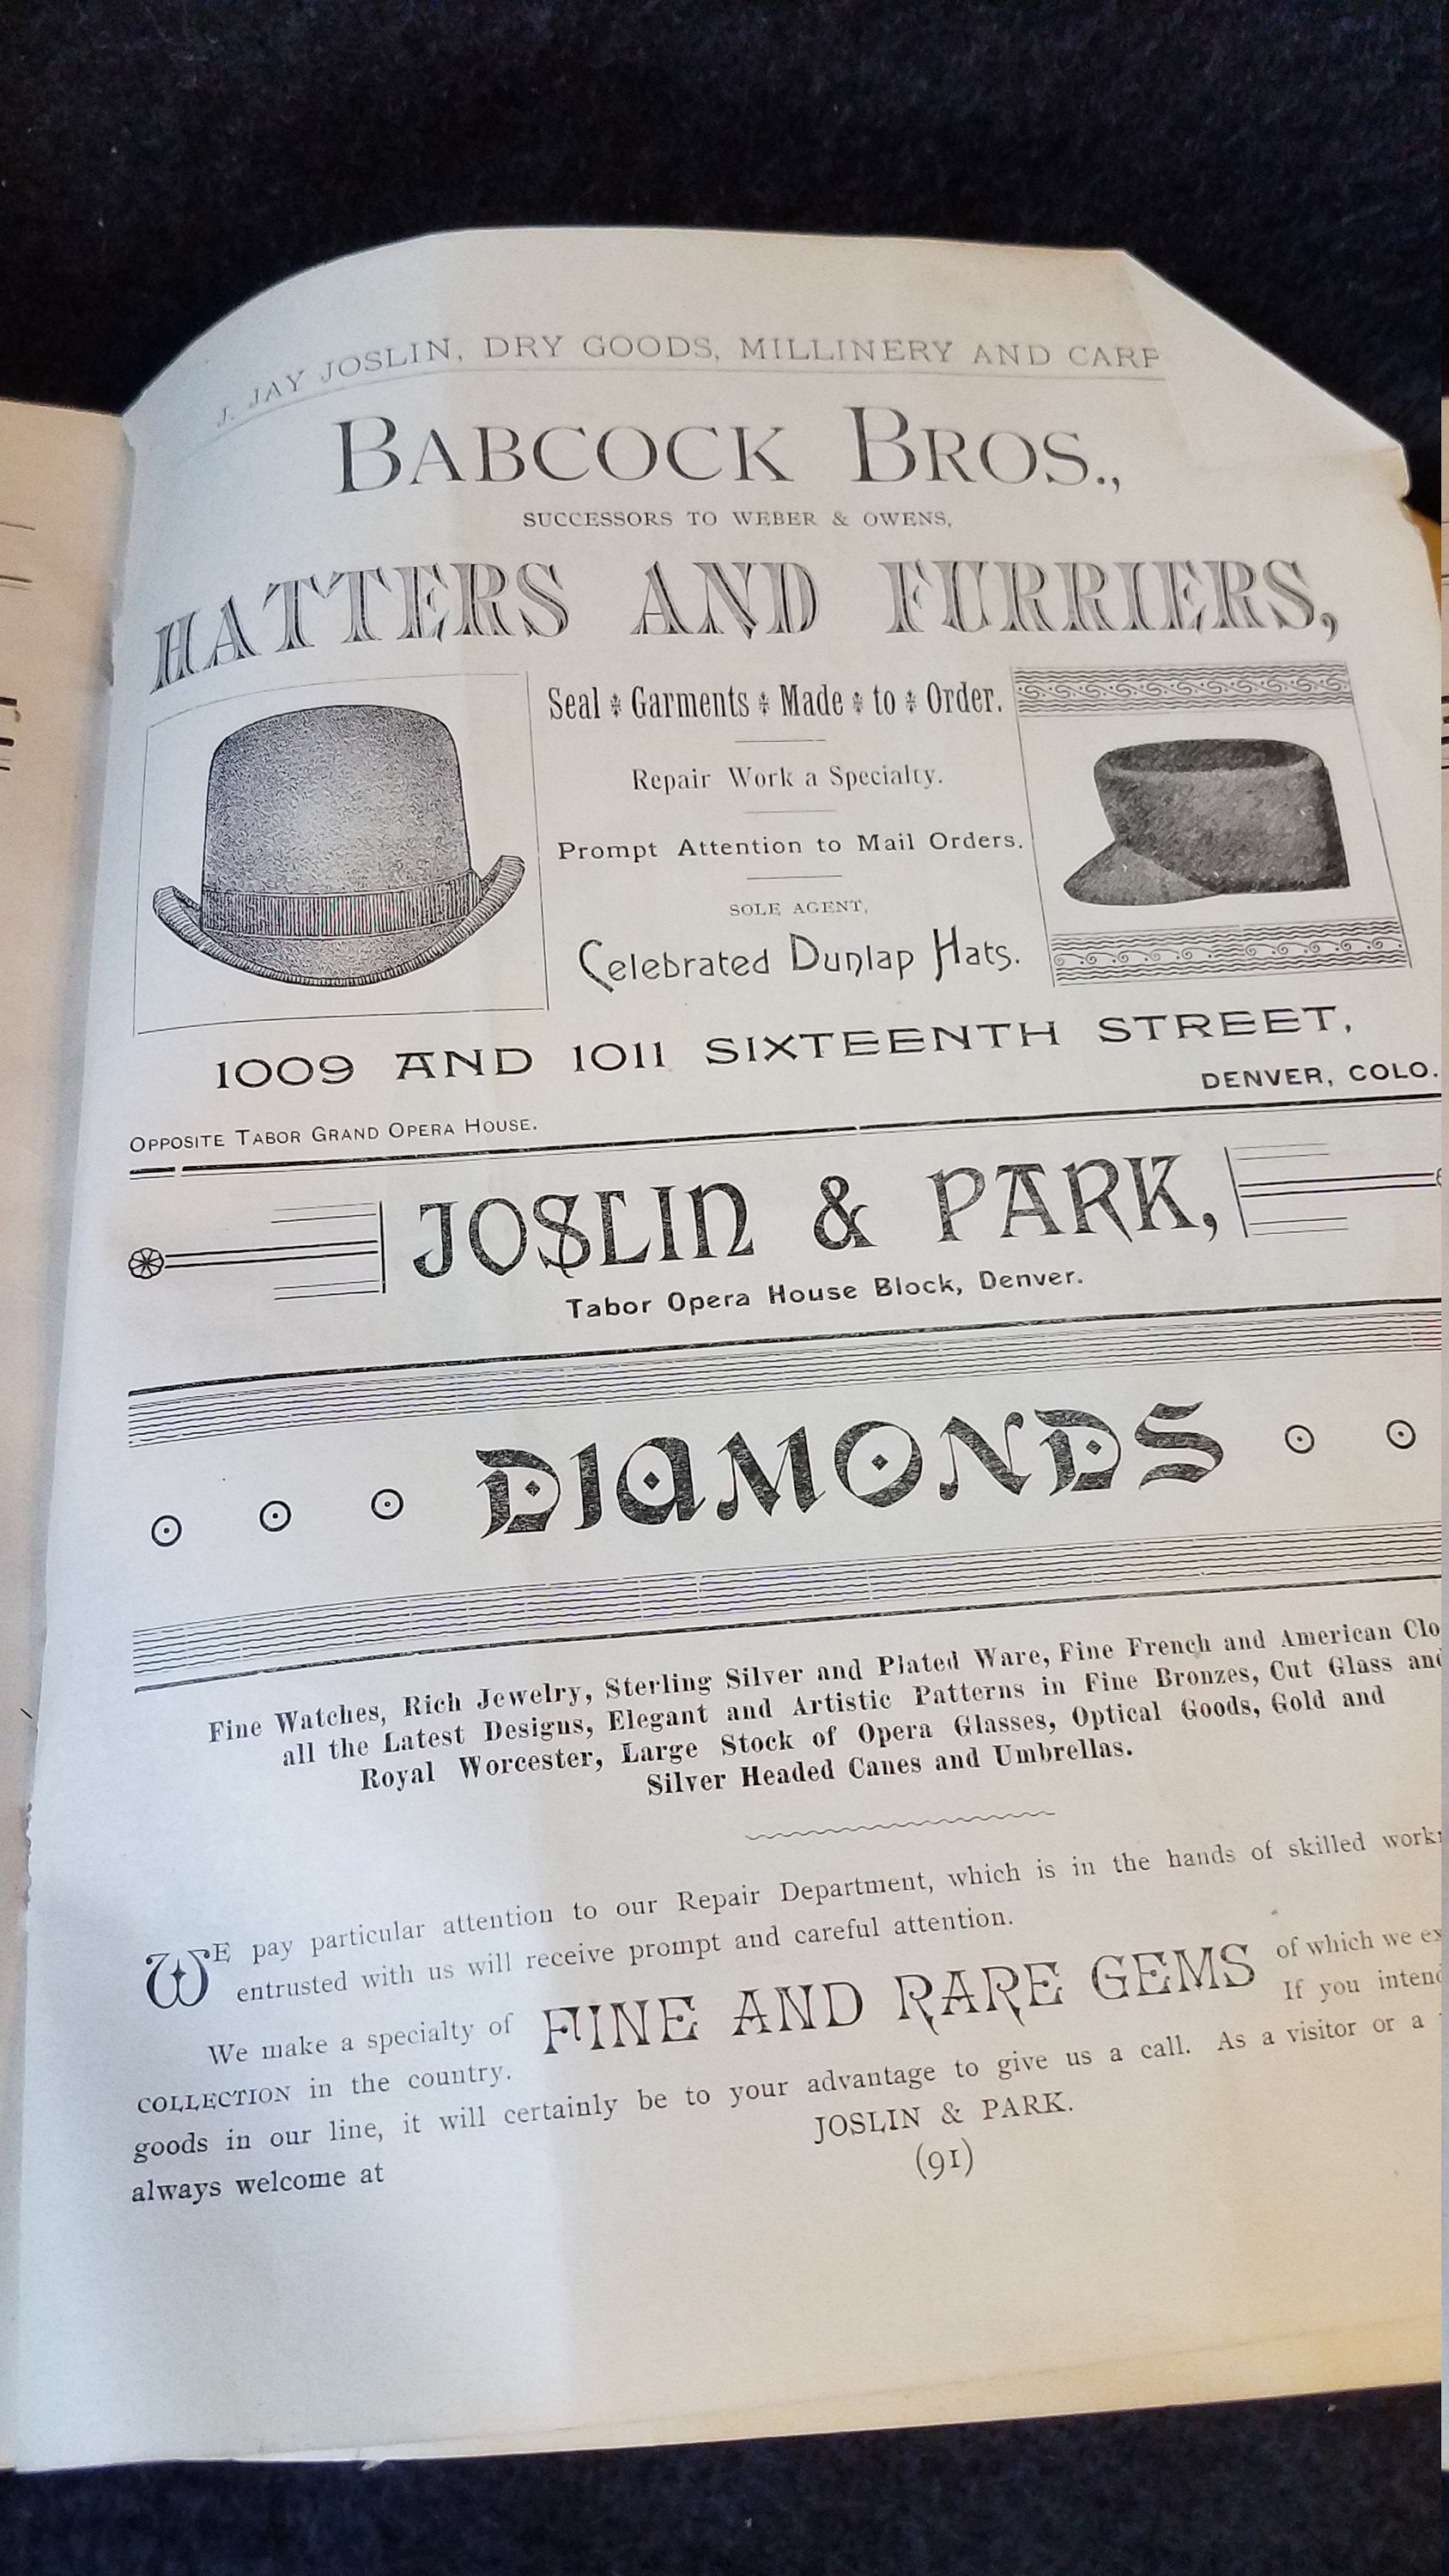 J. JAY JOSLIN, DRY GOODS, MILLINERY AND CARP
BABCOCK BROS.,
SUCCESSORS TO WEBER & OWENS,
HATTERS AND FURRIERS,
Seal Garments Made to Order.
Repair Work a Specialty.
Prompt Attention to Mail Orders.
SOLE AGENT,
Celebrated Dunlap Hats.
1009 AND 1011 SIXTEENTH STREET,
DENVER, COLO.
OPPOSITE TABOR GRAND OPERA HOUSE.
JOSLIN & PARK,
Tabor Opera House Block, Denver.
DIAMONDS
Fine Watches, Rich Jewelry, Sterling Silver and Plated Ware, Fine French and American Clo
all the Latest Designs, Elegant and Artistic Patterns in Fine Bronzes, Cut Glass and
Royal Worcester, Large Stock of Opera Glasses, Optical Goods, Gold and
Silver Headed Canes and Umbrellas.
WE pay particular attention to our Repair Department, which is in the hands of skilled work
entrusted with us will receive prompt and careful attention.
We make a specialty of FINE AND RARE GEMS of which we ex
COLLECTION in the country. If you intend
goods in our line, it will certainly be to your advantage to give us a call. As a visitor or a
always welcome at JOSLIN & PARK.
(91)